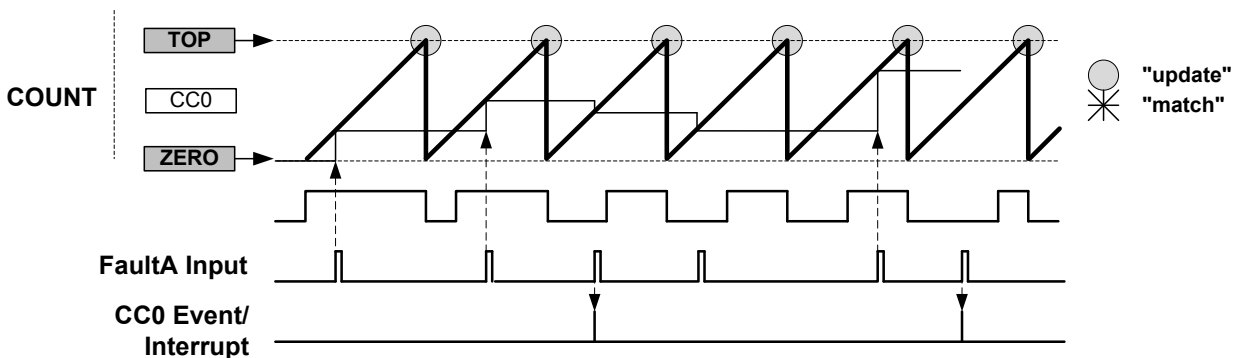 TOP
"update"
COUNT
CC0
"match"
ZERO
FaultA Input
CC0 Event/
Interrupt